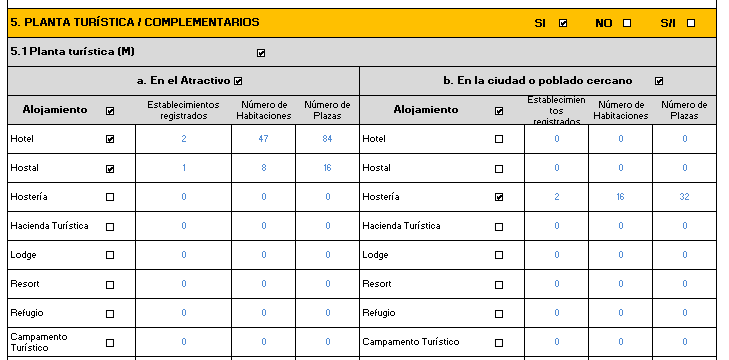 5. PLANTA TURÍSTICA / COMPLEMENTARIOS SI NO S/I
5.1 Planta turística (M)
a. En el Atractivo b. En la ciudad o poblado cercano
Alojamiento Establecimientos registrados Número de Habitaciones Número de Plazas Alojamiento Establecimien tos registrados Número de Habitaciones Número de Plazas
Hotel 2 47 84 Hotel 0 0 0
Hostal 1 8 16 Hostal 0 0 0
Hostería 0 0 0 Hostería 2 16 32
Hacienda Turística 0 0 0 Hacienda Turística 0 0 0
Lodge 0 0 0 Lodge 0 0 0
Resort 0 0 0 Resort 0 0 0
Refugio 0 0 0 Refugio 0 0 0
Campamento Turístico 0 0 0 Campamento Turístico 0 0 0